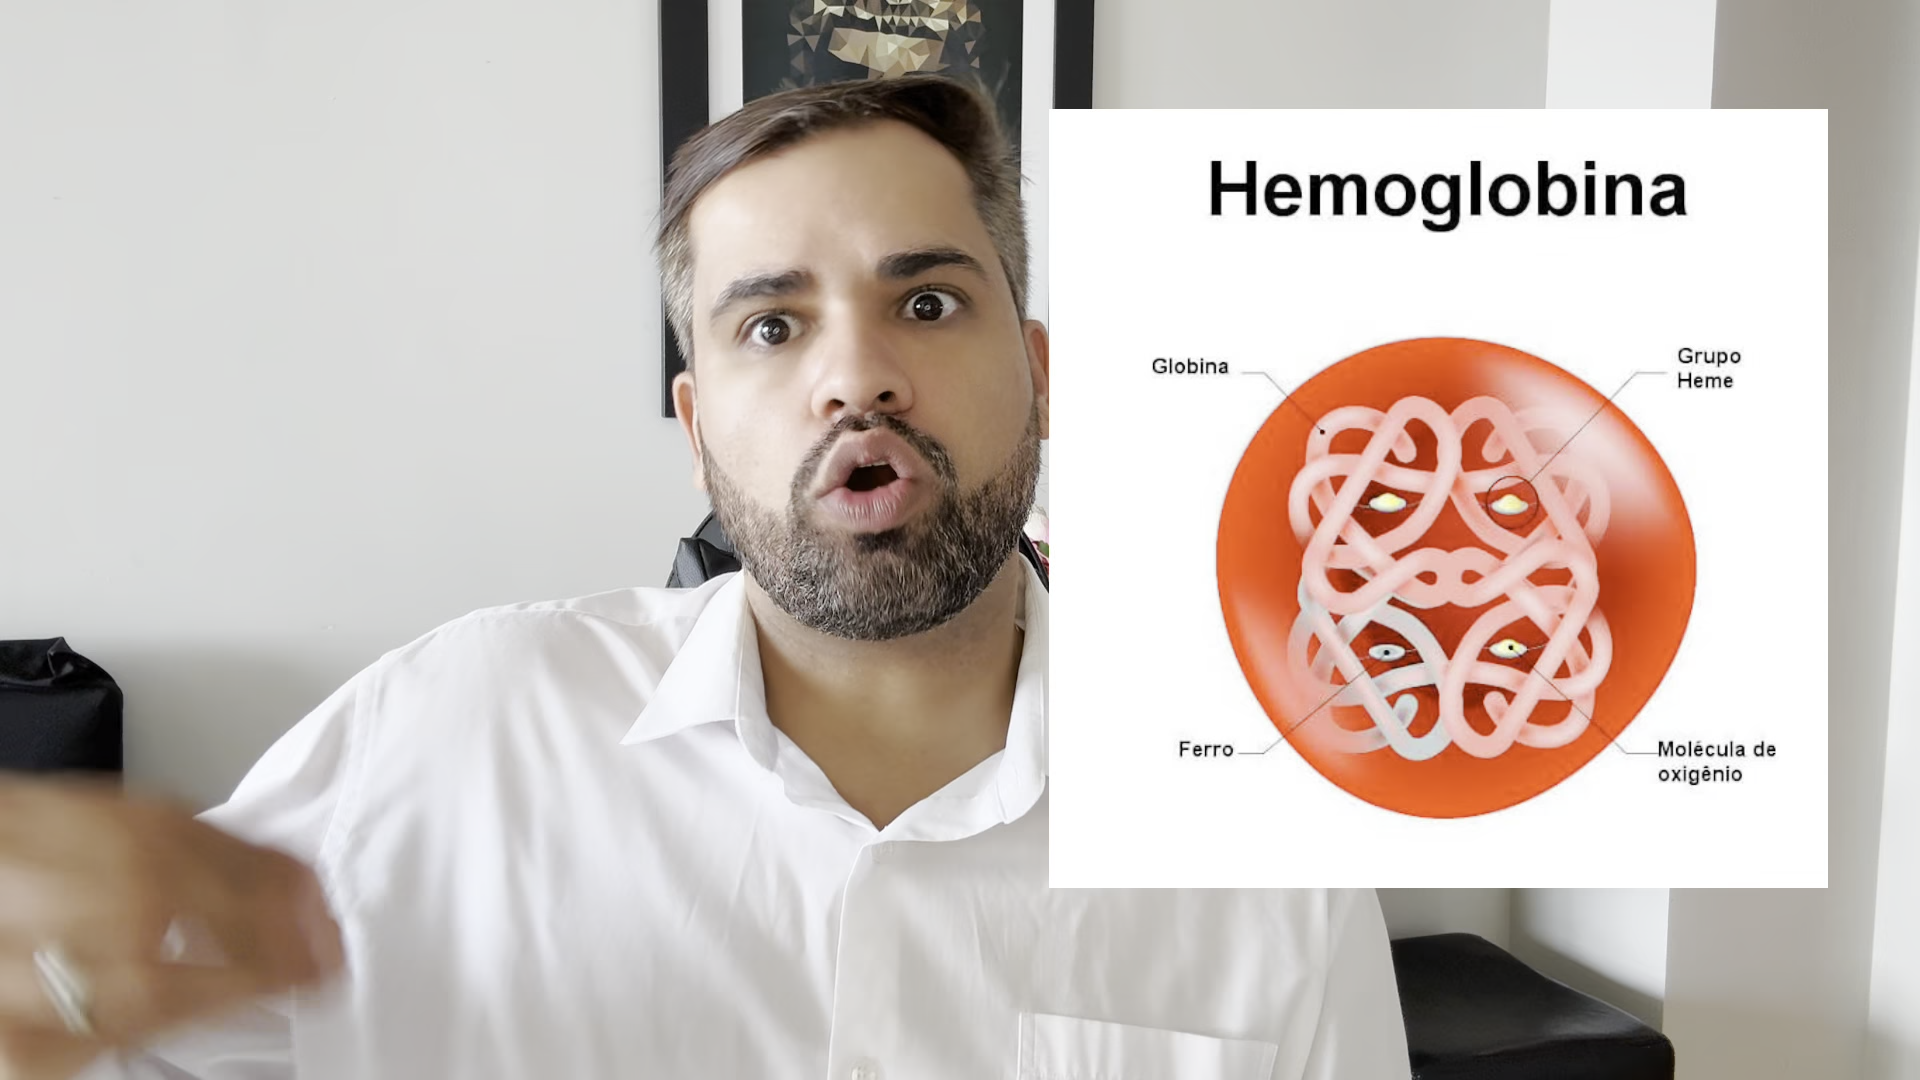 Hemoglobina
Globina
Grupo
Heme
Ferro
Molécula de
oxigênio